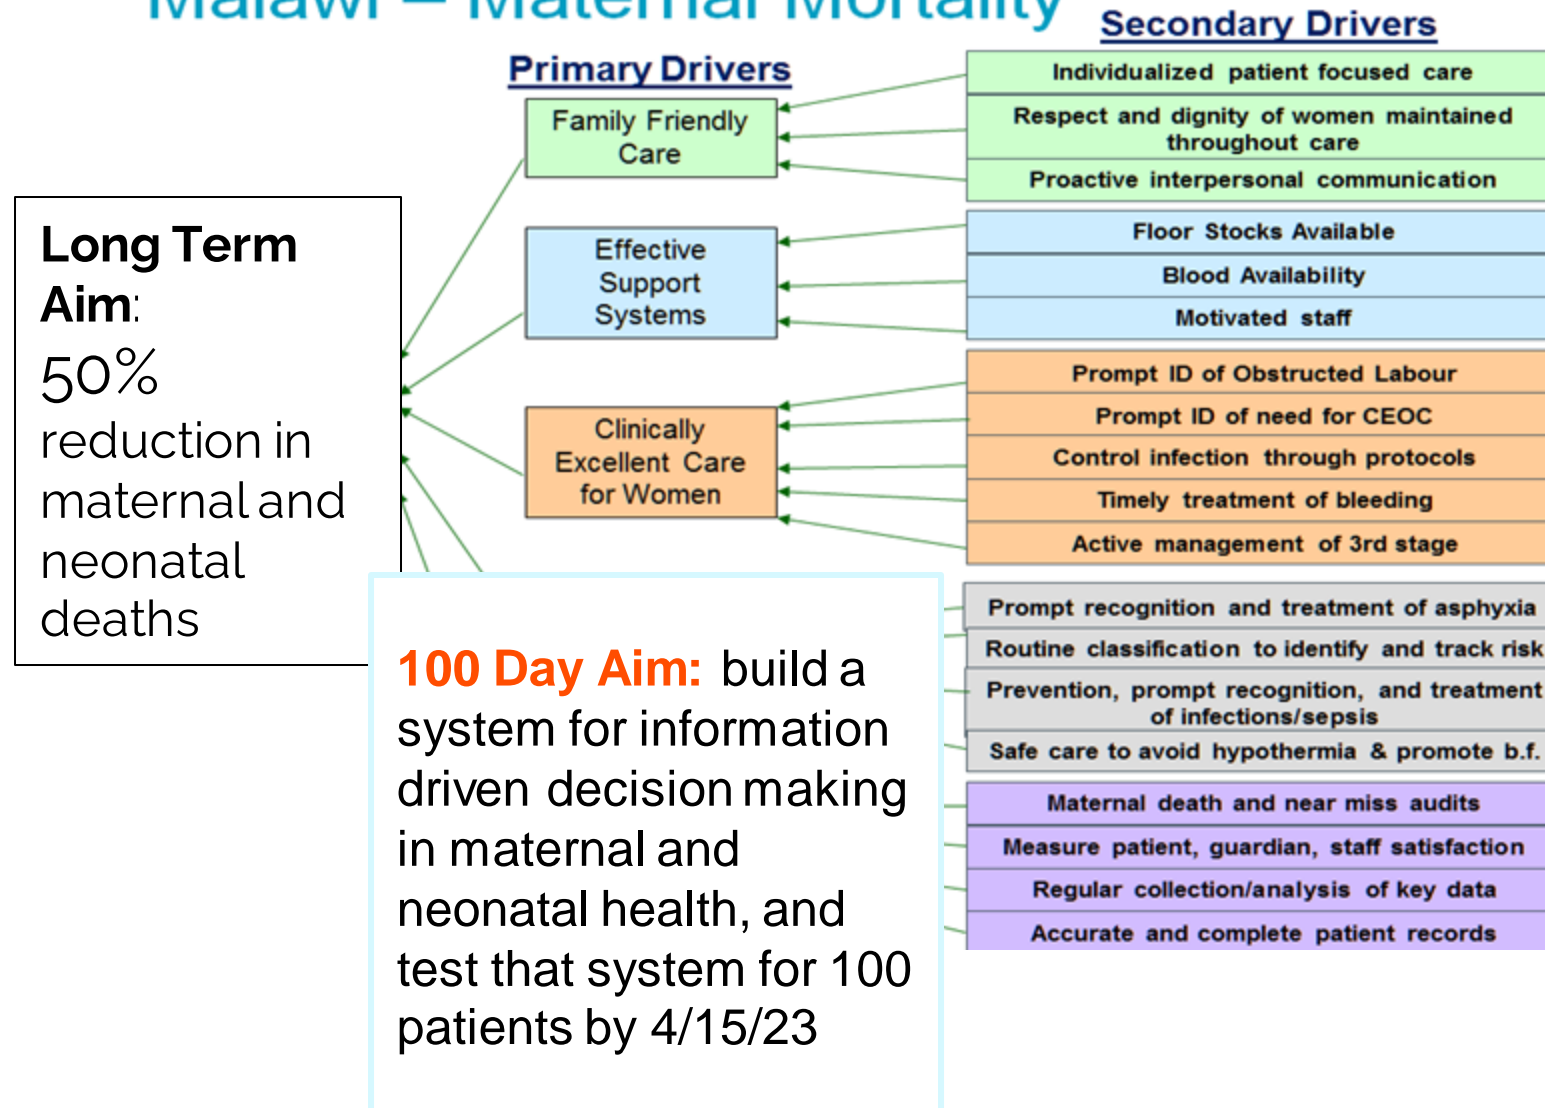 Malawi – Maternal Mortality
Secondary Drivers
Primary Drivers
Individualized patient focused care
Respect and dignity of women maintained
throughout care
Proactive interpersonal communication
Family Friendly
Care
Floor Stocks Available
Blood Availability
Motivated staff
Effective
Support
Systems
Long Term
Aim:
50%
reduction in
maternal and
neonatal
deaths
Prompt ID of Obstructed Labour
Prompt ID of need for CEOC
Control infection through protocols
Timely treatment of bleeding
Active management of 3rd stage
Clinically
Excellent Care
for Women
Prompt recognition and treatment of asphyxia
Routine classification to identify and track risk
Prevention, prompt recognition, and treatment
of infections/sepsis
Safe care to avoid hypothermia & promote b.f.
Maternal death and near miss audits
Measure patient, guardian, staff satisfaction
Regular collection/analysis of key data
Accurate and complete patient records
100 Day Aim: build a
system for information
driven decision making
in maternal and
neonatal health, and
test that system for 100
patients by 4/15/23